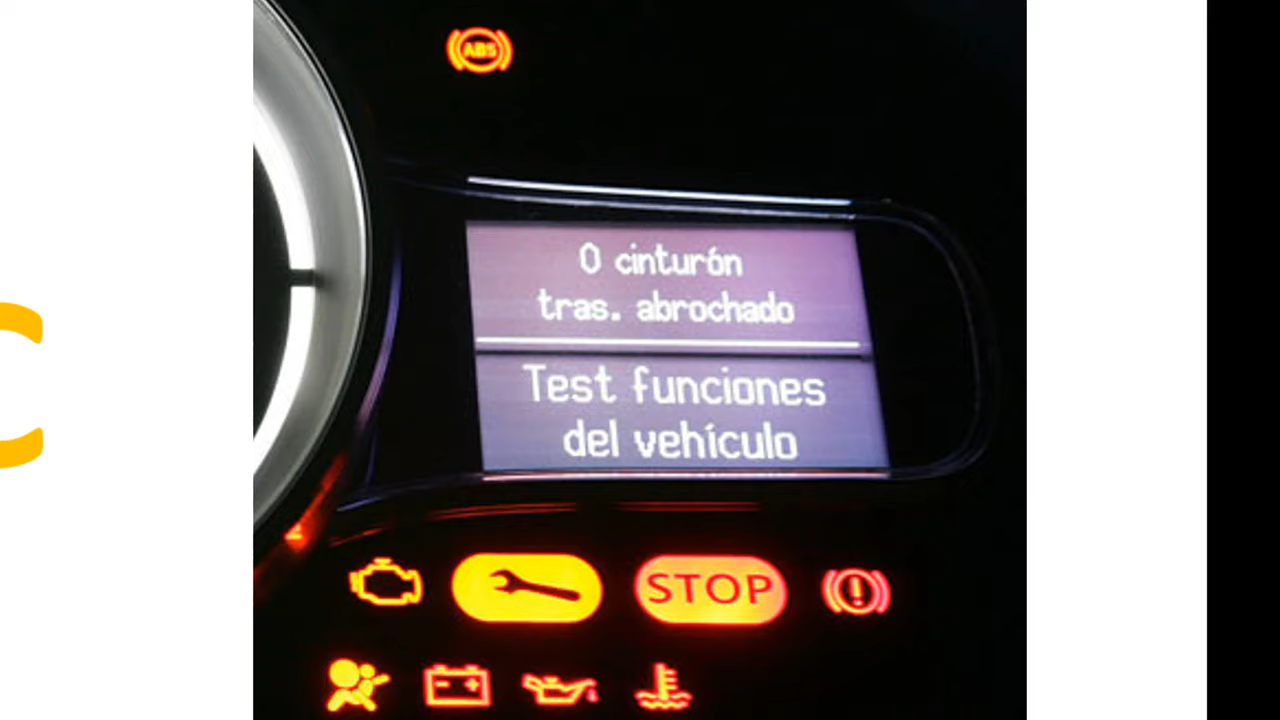 ABS
0 cinturón
tras. abrochado
Test funciones
del vehículo
STOP